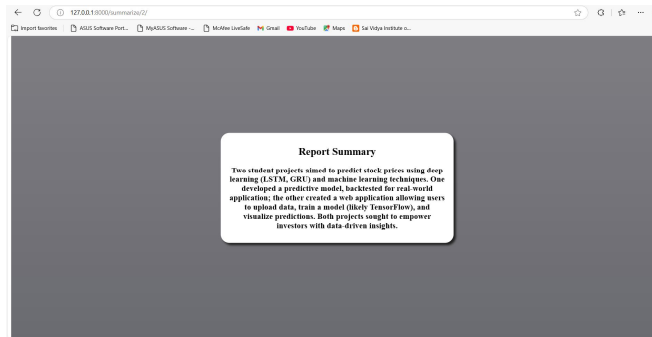 127.0.0.1:8000/summarize/2/
Import favorites ASUS Software Port... MyASUS Software -... McAfee LiveSafe Gmail YouTube Maps Sai Vidya Institute o...
Report Summary
Two student projects aimed to predict stock prices using deep
learning (LSTM, GRU) and machine learning techniques. One
developed a predictive model, backtested for real-world
application; the other created a web application allowing users
to upload data, train a model (likely TensorFlow), and
visualize predictions. Both projects sought to empower
investors with data-driven insights.